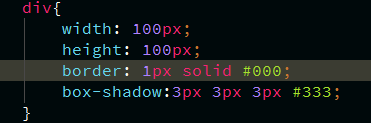 div{
    width: 100px;
    height: 100px;
    border: 1px solid #000;
    box-shadow:3px 3px 3px #333;
}